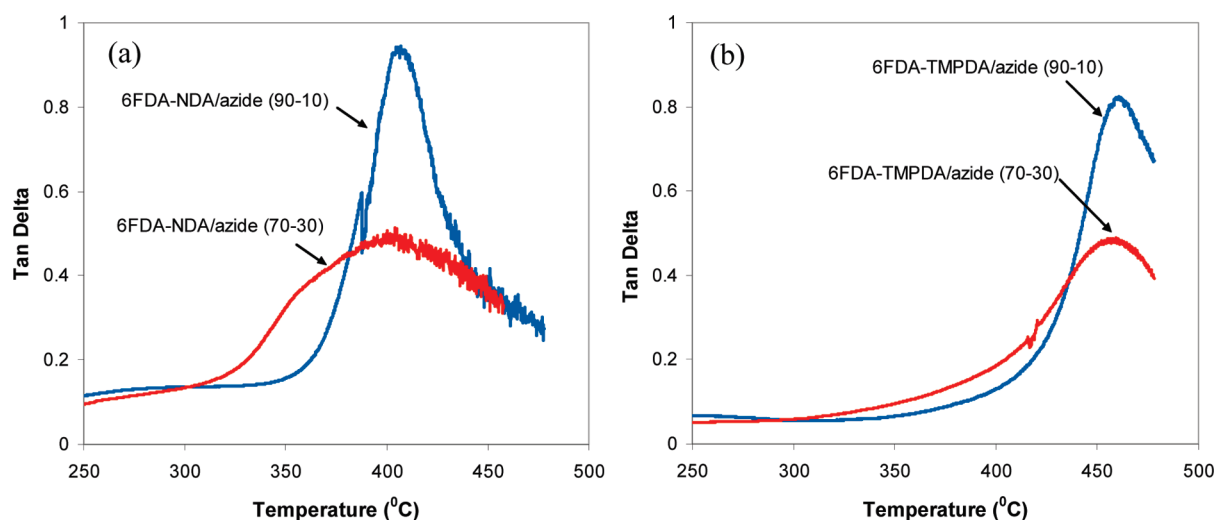 (a)
1
0.8
0.6
0.4
0.2
0
Tan Delta
6FDA-NDA/azide (90-10)
6FDA-NDA/azide (70-30)
250 300 350 400 450 500
Temperature (⁰C)
(b)
1
0.8
0.6
0.4
0.2
0
Tan Delta
6FDA-TMPDA/azide (90-10)
6FDA-TMPDA/azide (70-30)
250 300 350 400 450 500
Temperature (⁰C)